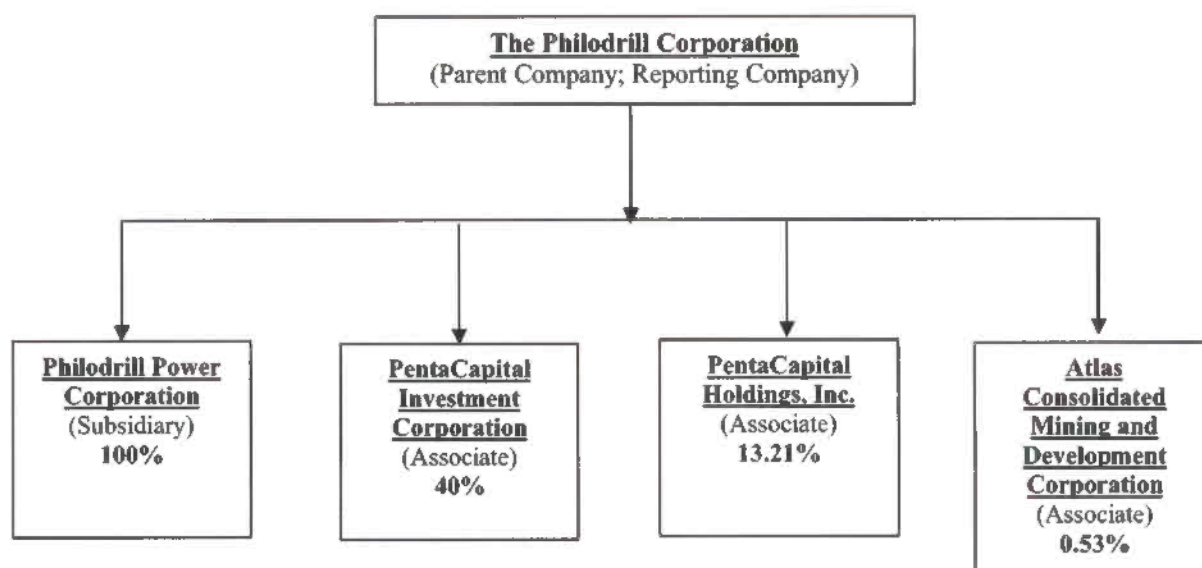 The Philodrill Corporation
(Parent Company; Reporting Company)
Philodrill Power
Corporation
(Subsidiary)
100%
PentaCapital
Investment
Corporation
(Associate)
40%
PentaCapital
Holdings, Inc.
(Associate)
13.21%
Atlas
Consolidated
Mining and
Development
Corporation
(Associate)
0.53%